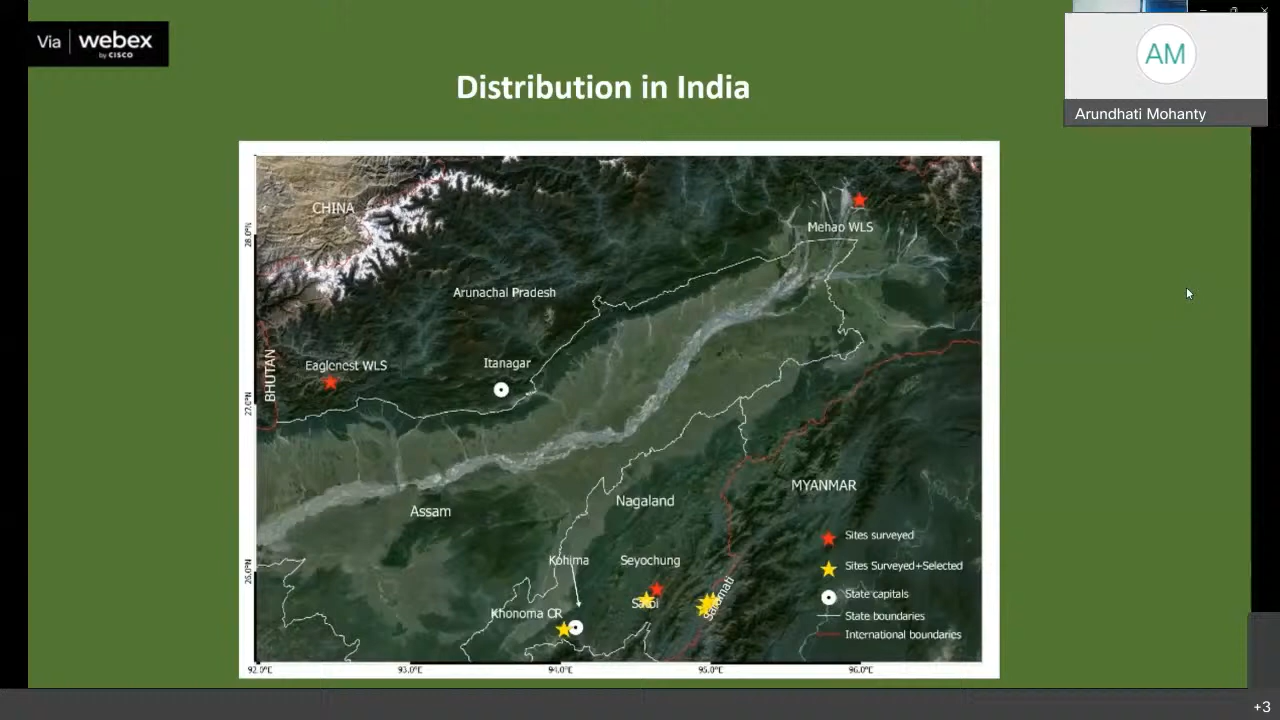 Via webex
by CISCO
AM
Arundhati Mohanty
Distribution in India
CHINA
Mehao WLS
28.0°N
Arunachal Pradesh
BHUTAN
Eaglenest WLS
Itanagar
27.0°N
MYANMAR
Nagaland
Assam
Sites surveyed
Kohima
Seyochung
Sites Surveyed+Selected
26.0°N
State capitals
Khonoma CR
State boundaries
International boundaries
92.0°E
93.0°E
94.0°E
95.0°E
96.0°E
+3